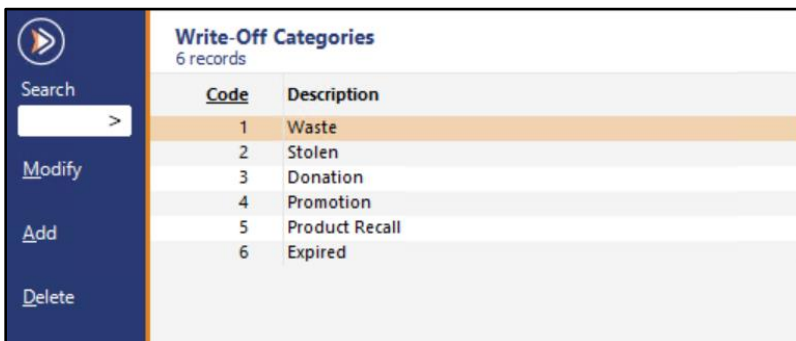 Write-Off Categories
6 records
Search
>
Modify
Add
Delete
Code Description
1 Waste
2 Stolen
3 Donation
4 Promotion
5 Product Recall
6 Expired